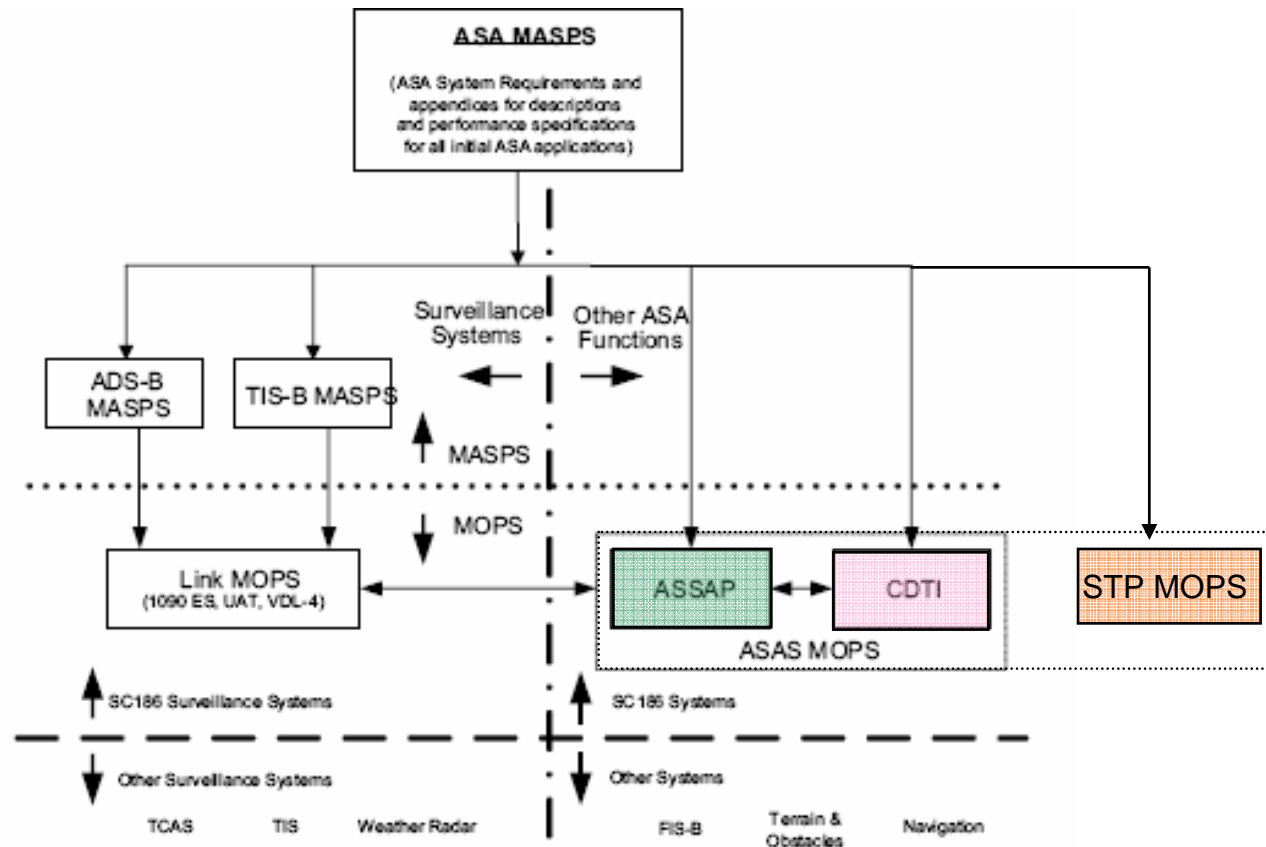 ASA MASPS
(ASA System Requirements and
appendices for descriptions
and performance specifications
for all initial ASA applications)
Surveillance
Systems
Other ASA
Functions
ADS-B
MASPS
TIS-B MASPS
MASPS
MOPS
Link MOPS
(1090 ES, UAT, VDL-4)
ASSAP
CDTI
STP MOPS
ASAS MOPS
SC186 Surveillance Systems
SC186 Systems
Other Surveillance Systems
Other Systems
TCAS
TIS
Weather Radar
FIS-B
Terrain &
Obstacles
Navigation